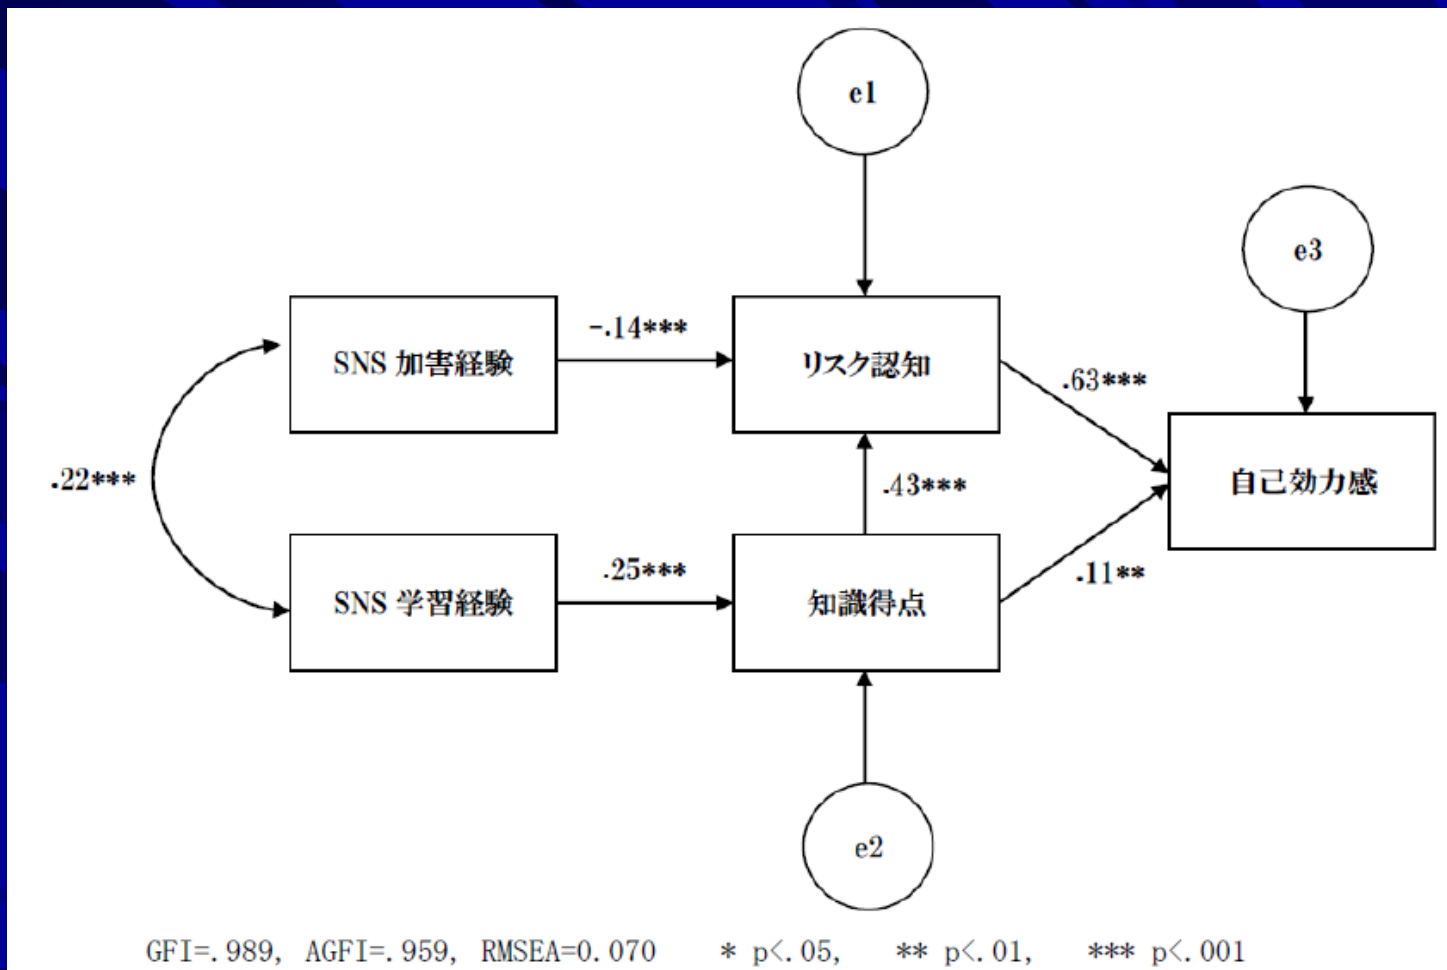 e1
e3
-.14***
SNS 加害経験
リスク認知
.63***
.22***
.43***
自己効力感
.25***
.11**
SNS 学習経験
知識得点
e2
GFI=.989, AGFI=.959, RMSEA=0.070 * p<.05, ** p<.01, *** p<.001